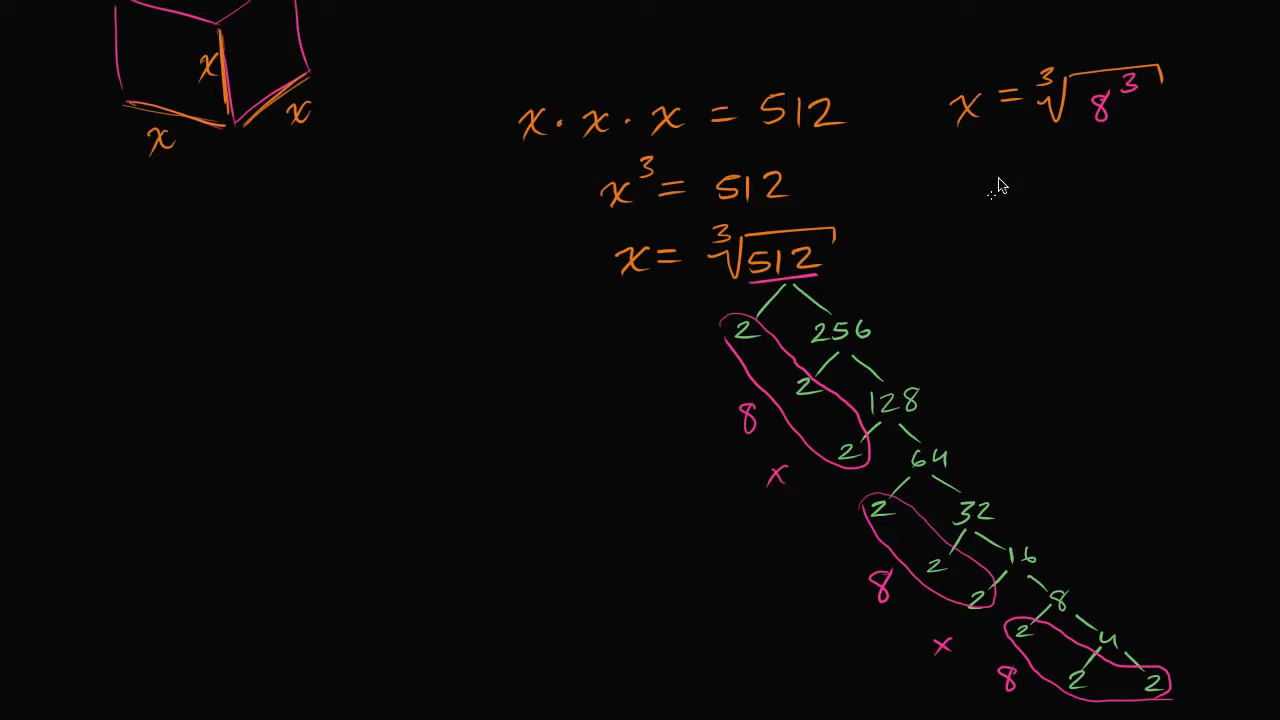 x
x
x
x · x · x = 512
x = ∛8³
x³ = 512
x = ∛512
2 256
2 128
8
2 64
x
2 32
2 16
8
2 8
2 4
x
8 2 2